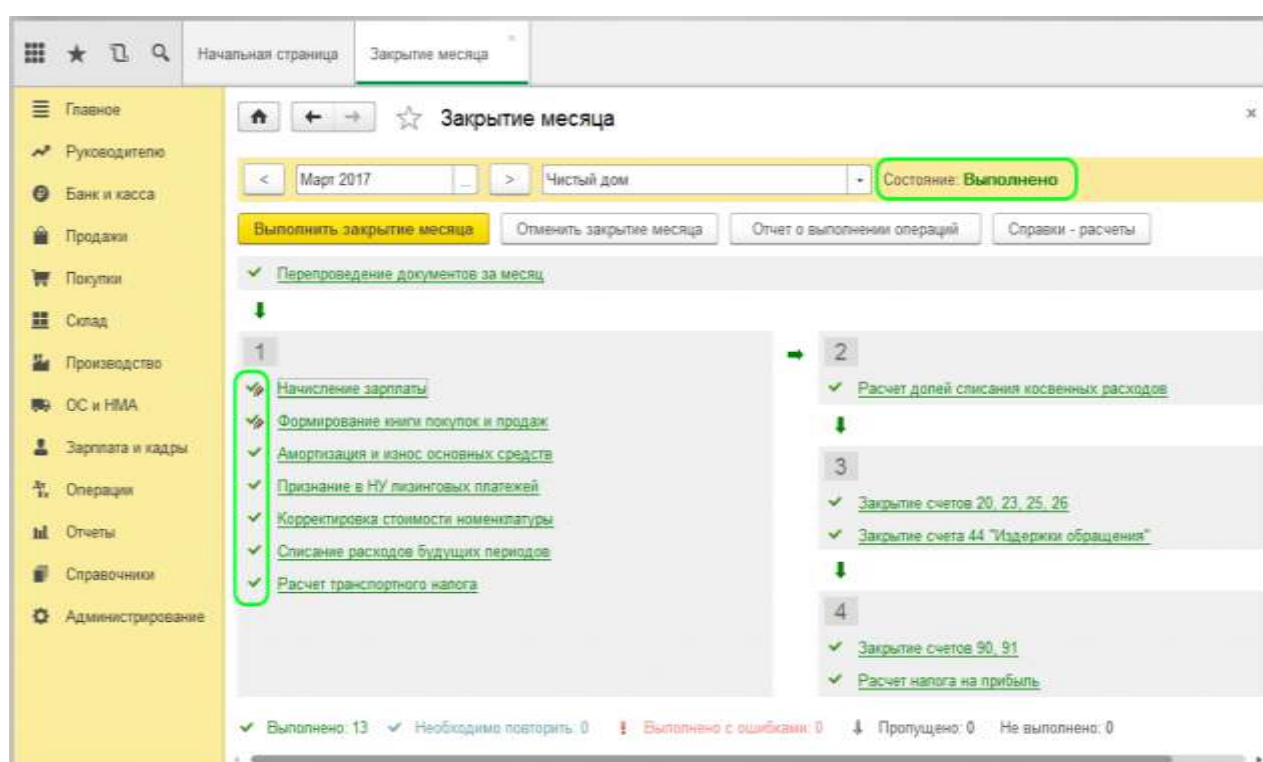 Начальная страница
Закрытие месяца
Главное
Руководителю
Банк и касса
Продажи
Покупки
Склад
Производство
ОС и НМА
Зарплата и кадры
Операции
Отчеты
Справочники
Администрирование
Закрытие месяца
< Март 2017 ... > Чистый дом Состояние: Выполнено
Выполнить закрытие месяца Отменить закрытие месяца Отчет о выполнении операций Справки - расчеты
Перепроведение документов за месяц
1
Начисление зарплаты
Формирование книги покупок и продаж
Амортизация и износ основных средств
Признание в НУ лизинговых платежей
Корректировка стоимости номенклатуры
Списание расходов будущих периодов
Расчет транспортного налога
2
Расчет долей списания косвенных расходов
3
Закрытие счетов 20, 23, 25, 26
Закрытие счета 44 "Издержки обращения"
4
Закрытие счетов 90, 91
Расчет налога на прибыль
Выполнено: 13 Необходимо повторить: 0 Выполнено с ошибками: 0 Пропущено: 0 Не выполнено: 0